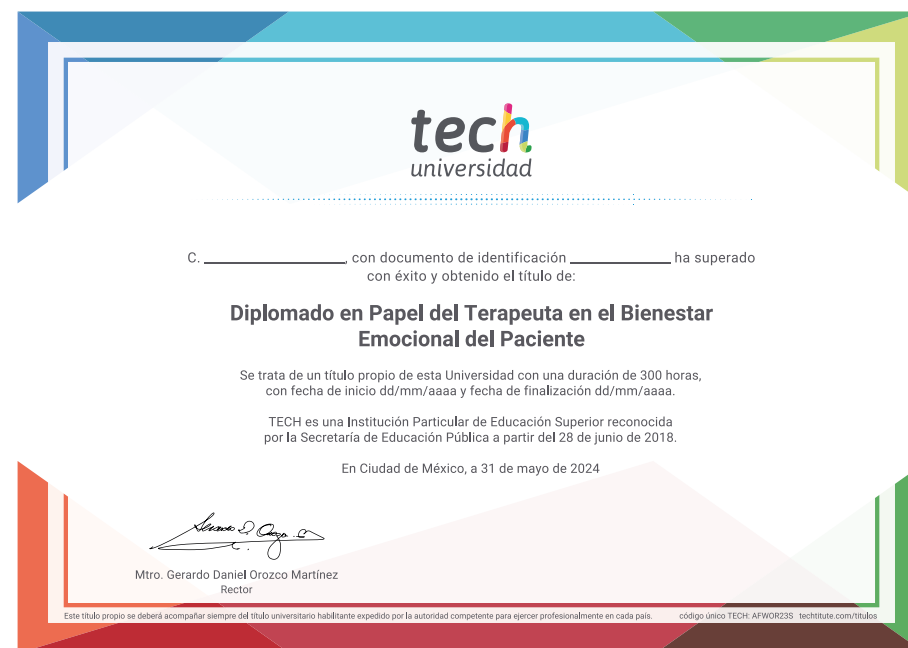 tech
universidad
C. ____________, con documento de identificación ____________ ha superado
con éxito y obtenido el título de:
Diplomado en Papel del Terapeuta en el Bienestar
Emocional del Paciente
Se trata de un título propio de esta Universidad con una duración de 300 horas,
con fecha de inicio dd/mm/aaaa y fecha de finalización dd/mm/aaaa.
TECH es una Institución Particular de Educación Superior reconocida
por la Secretaría de Educación Pública a partir del 28 de junio de 2018.
En Ciudad de México, a 31 de mayo de 2024
Mtro. Gerardo Daniel Orozco Martínez
Rector
Este título propio se deberá acompañar siempre del título universitario habilitante expedido por la autoridad competente para ejercer profesionalmente en cada país. código único TECH: AFWOR23S techtitute.com/titulos